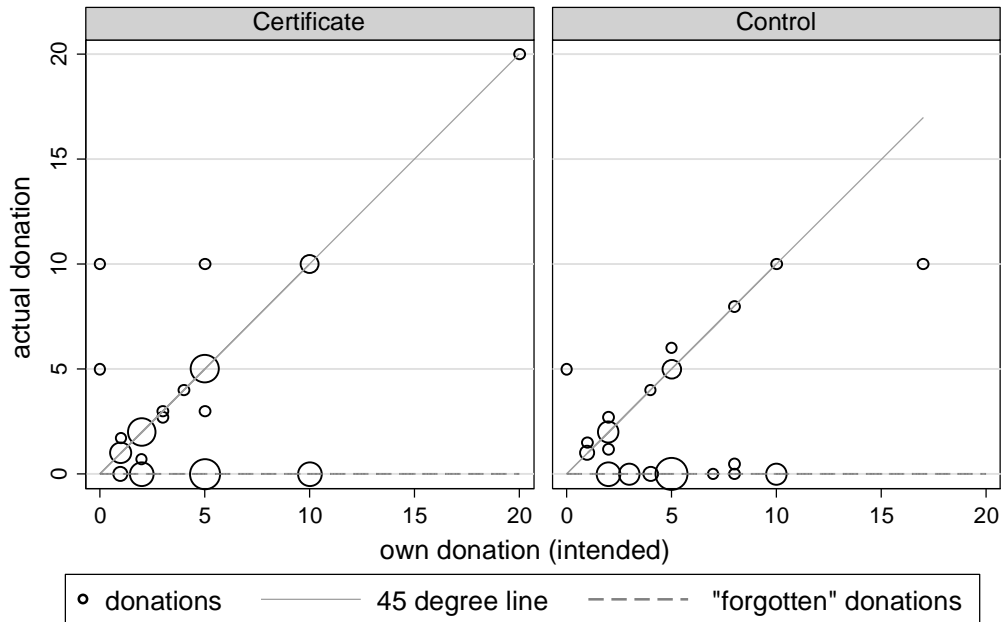 Certificate
Control
20
15
10
5
0
actual donation
0 5 10 15 20
0 5 10 15 20
own donation (intended)
donations 45 degree line "forgotten" donations